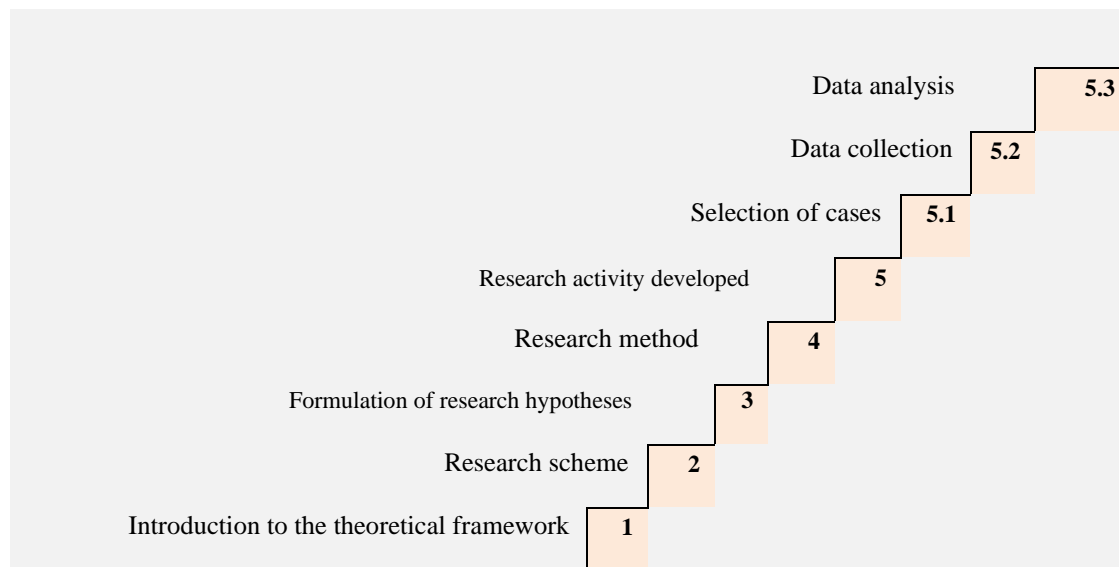 Data analysis 5.3
Data collection 5.2
Selection of cases 5.1
Research activity developed 5
Research method 4
Formulation of research hypotheses 3
Research scheme 2
Introduction to the theoretical framework 1